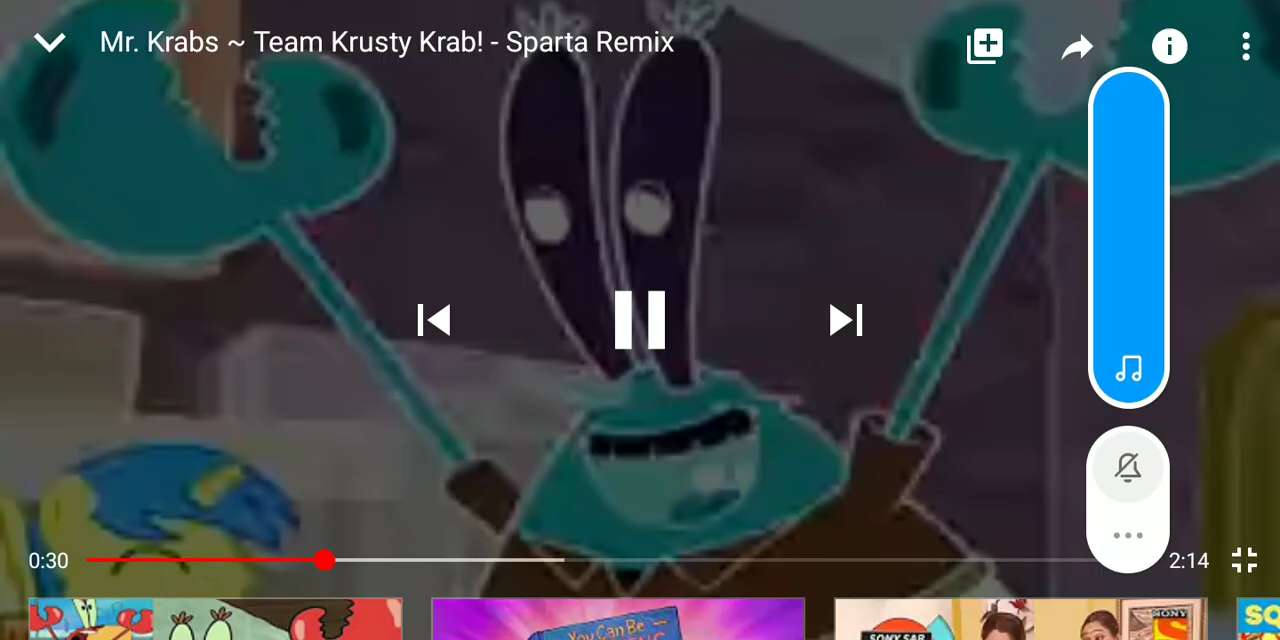 Mr. Krabs ~ Team Krusty Krab! - Sparta Remix
0:30
2:14
You Can Be
SONY SAB
SONY